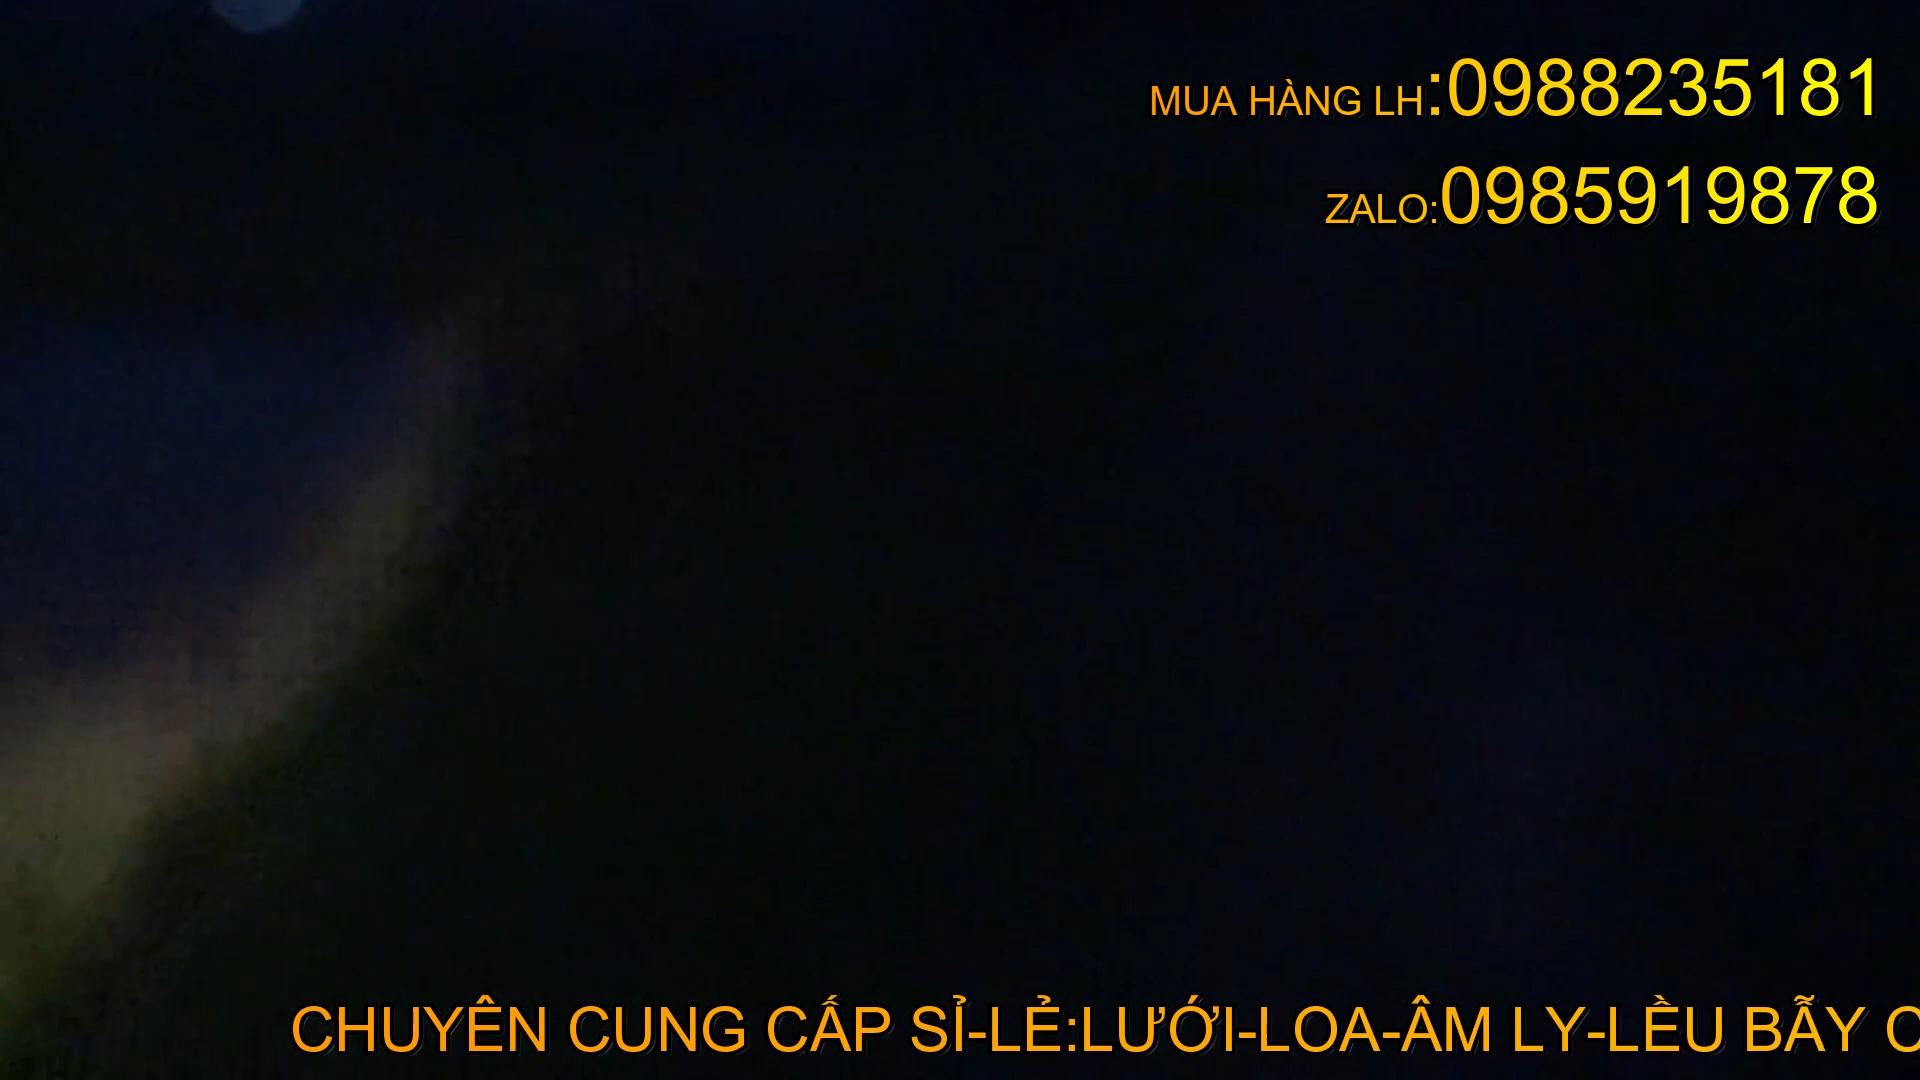 MUA HÀNG LH:0988235181
ZALO:0985919878
CHUYÊN CUNG CẤP SỈ-LẺ:LƯỚI-LOA-ÂM LY-LỀU BẪY